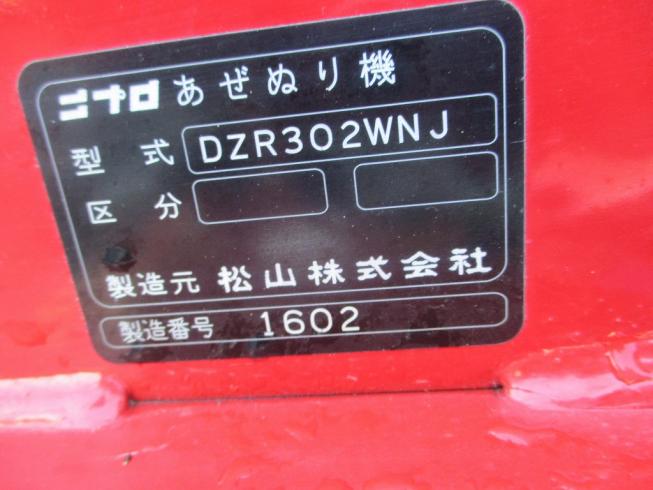 ニプロ あぜぬり機
型式 DZR302WNJ
区分
製造元 松山株式会社
製造番号 1602